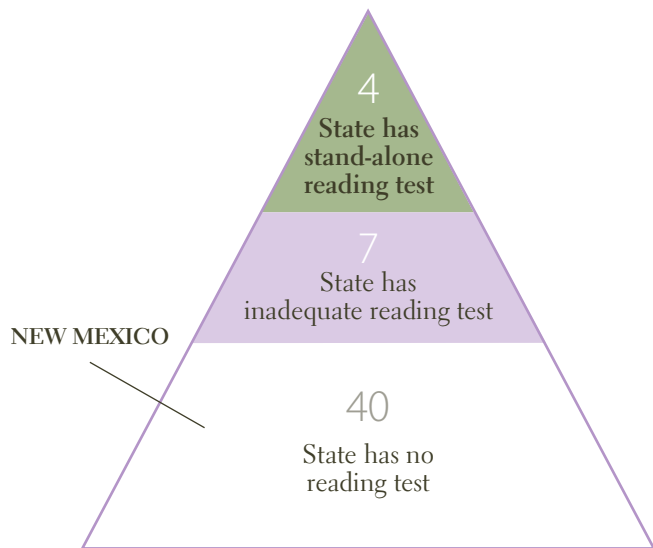 4
State has
stand-alone
reading test
7
State has
inadequate reading test
NEW MEXICO
40
State has no
reading test